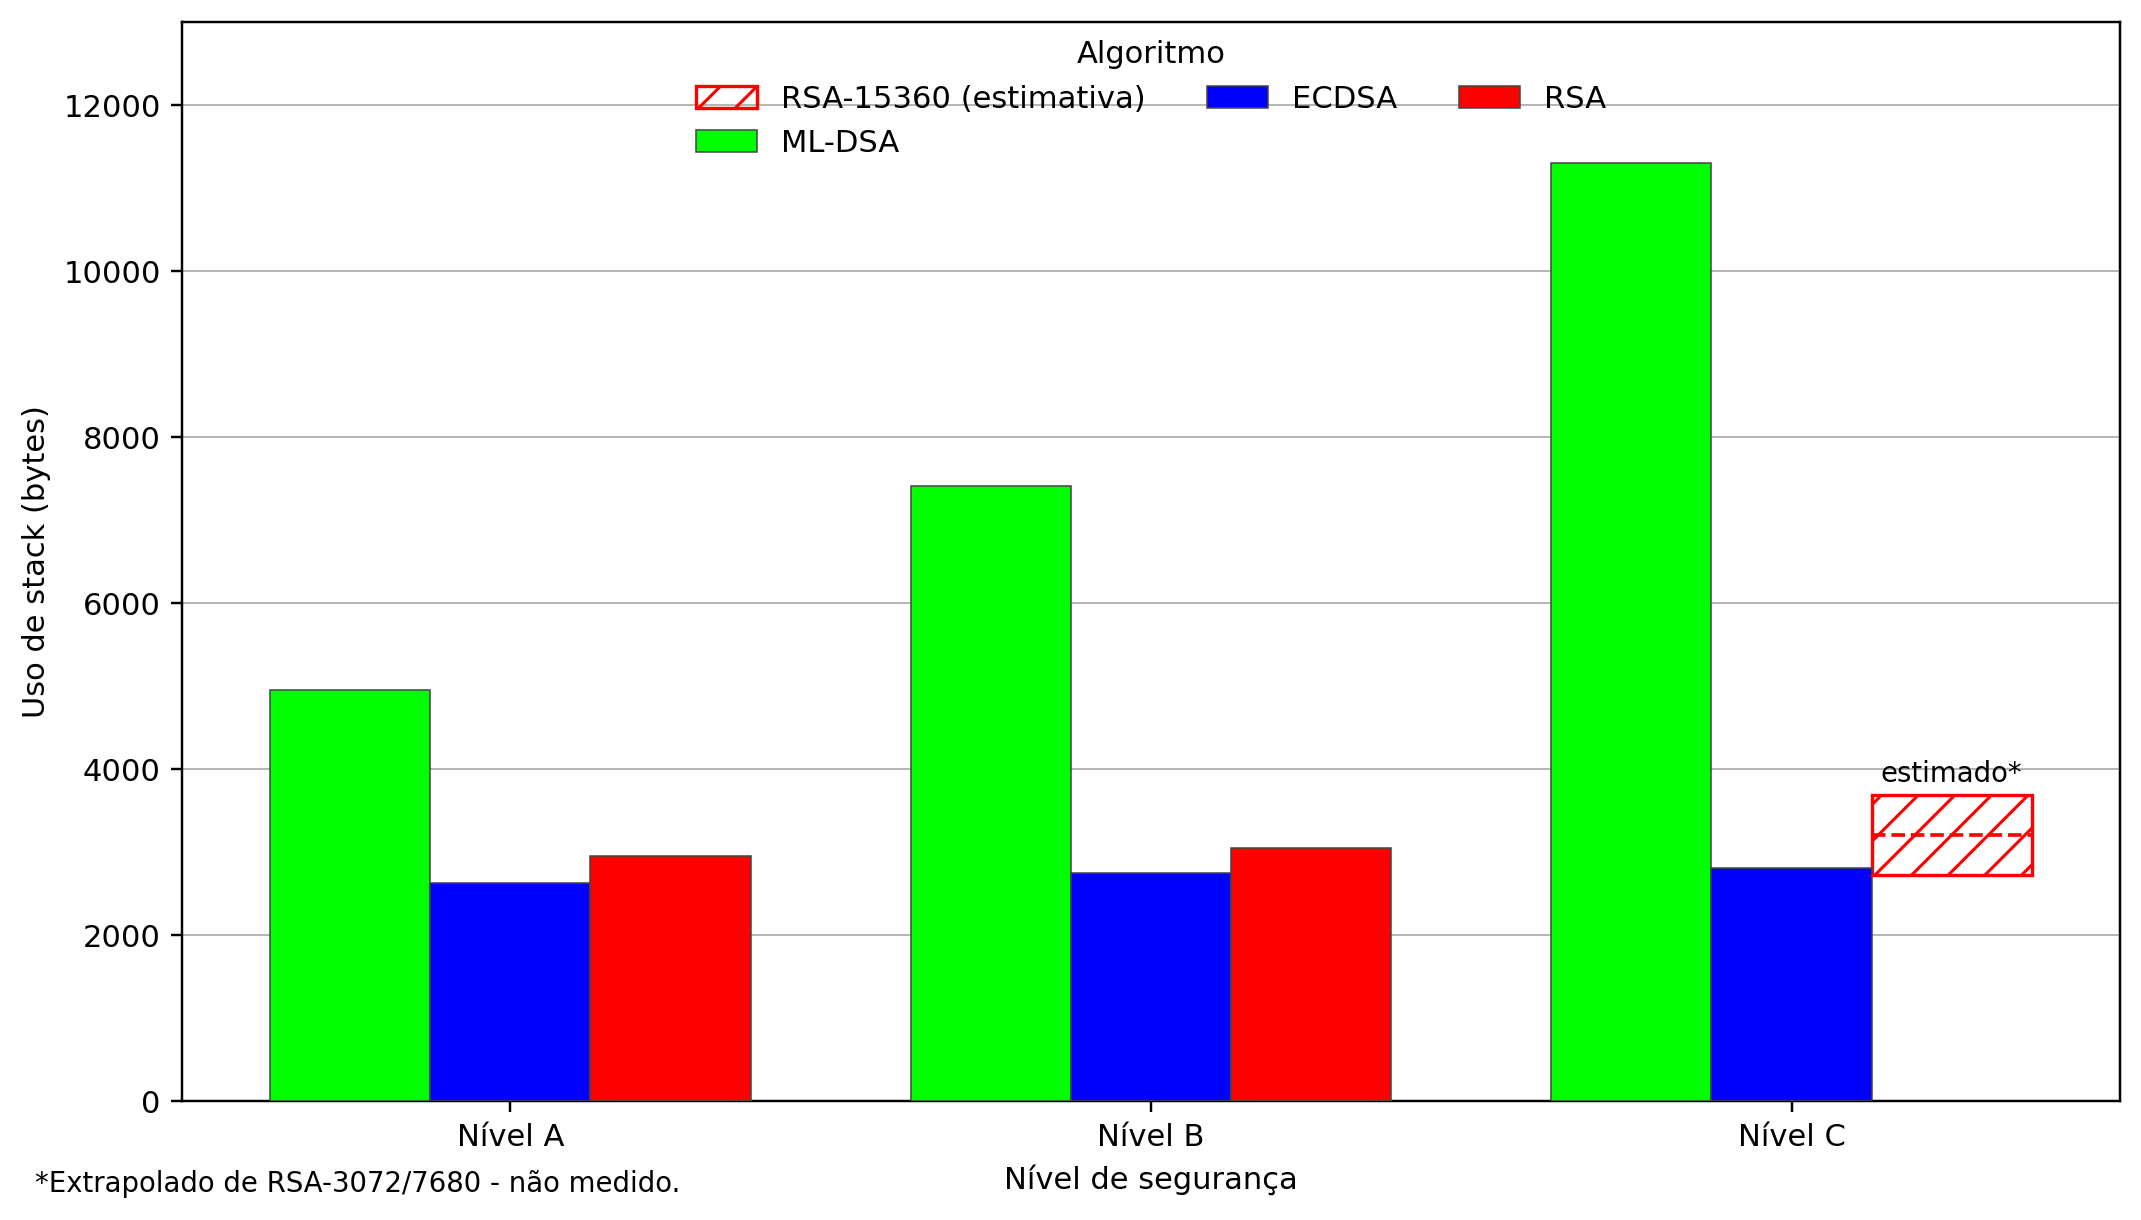 Algoritmo
RSA-15360 (estimativa) ECDSA RSA
ML-DSA
12000
10000
8000
6000
4000
2000
0
Uso de stack (bytes)
estimado*
Nível A Nível B Nível C
Nível de segurança
*Extrapolado de RSA-3072/7680 - não medido.